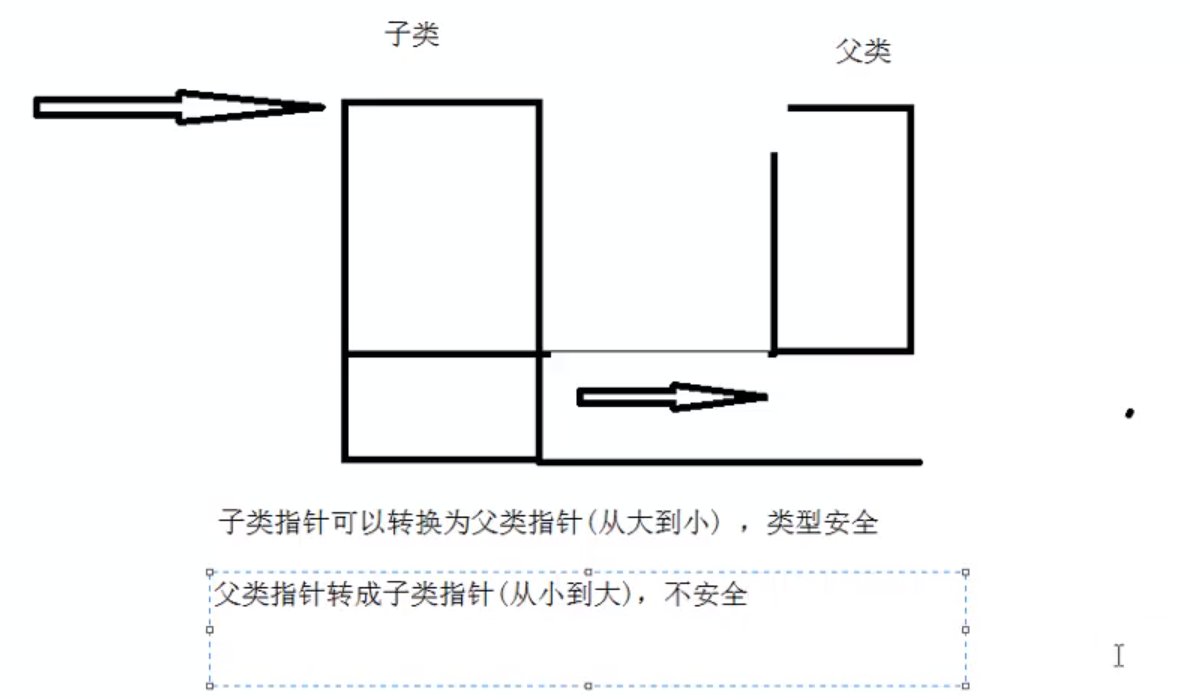 子类
父类
子类指针可以转换为父类指针(从大到小) ，类型安全
父类指针转成子类指针(从小到大)，不安全